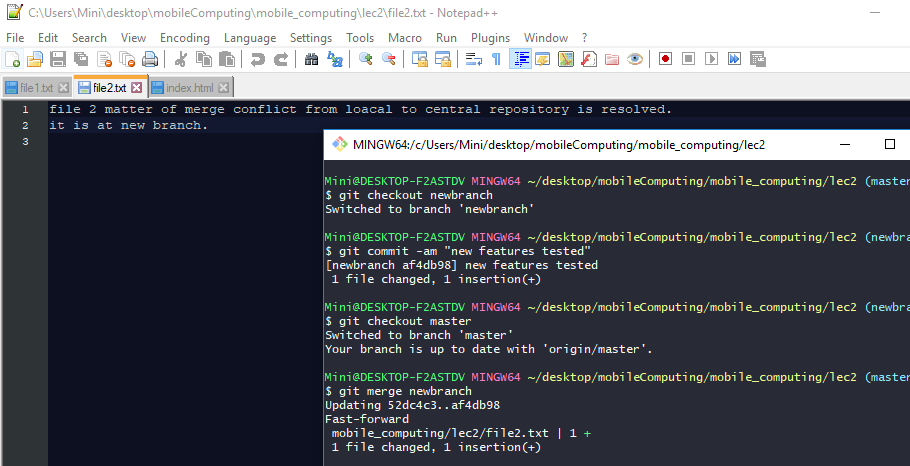 C:\Users\Mini\desktop\mobileComputing\mobile_computing\lec2\file2.txt - Notepad++
File Edit Search View Encoding Language Settings Tools Macro Run Plugins Window ?
file1.txt file2.txt index.html
1 file 2 matter of merge conflict from loacal to central repository is resolved.
2 it is at new branch.
3
MINGW64:/c/Users/Mini/desktop/mobileComputing/mobile_computing/lec2
Mini@DESKTOP-F2ASTDV MINGW64 ~/desktop/mobileComputing/mobile_computing/lec2 (master
$ git checkout newbranch
Switched to branch 'newbranch'
Mini@DESKTOP-F2ASTDV MINGW64 ~/desktop/mobileComputing/mobile_computing/lec2 (newbra
$ git commit -am "new features tested"
[newbranch af4db98] new features tested
1 file changed, 1 insertion(+)
Mini@DESKTOP-F2ASTDV MINGW64 ~/desktop/mobileComputing/mobile_computing/lec2 (newbra
$ git checkout master
Switched to branch 'master'
Your branch is up to date with 'origin/master'.
Mini@DESKTOP-F2ASTDV MINGW64 ~/desktop/mobileComputing/mobile_computing/lec2 (master
$ git merge newbranch
Updating 52dc4c3..af4db98
Fast-forward
mobile_computing/lec2/file2.txt | 1 +
1 file changed, 1 insertion(+)